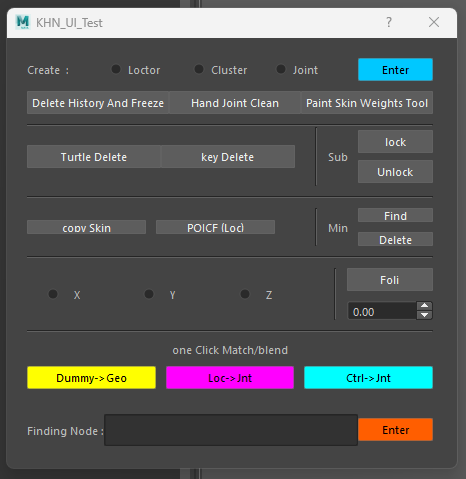 M
KHN_UI_Test
?
Create :
Loctor
Cluster
Joint
Enter
Delete History And Freeze
Hand Joint Clean
Paint Skin Weights Tool
Turtle Delete
key Delete
Sub
lock
Unlock
copy Skin
POICF (Loc)
Min
Find
Delete
X
Y
Z
Foli
0.00
one Click Match/blend
Dummy->Geo
Loc->Jnt
Ctrl->Jnt
Finding Node :
Enter